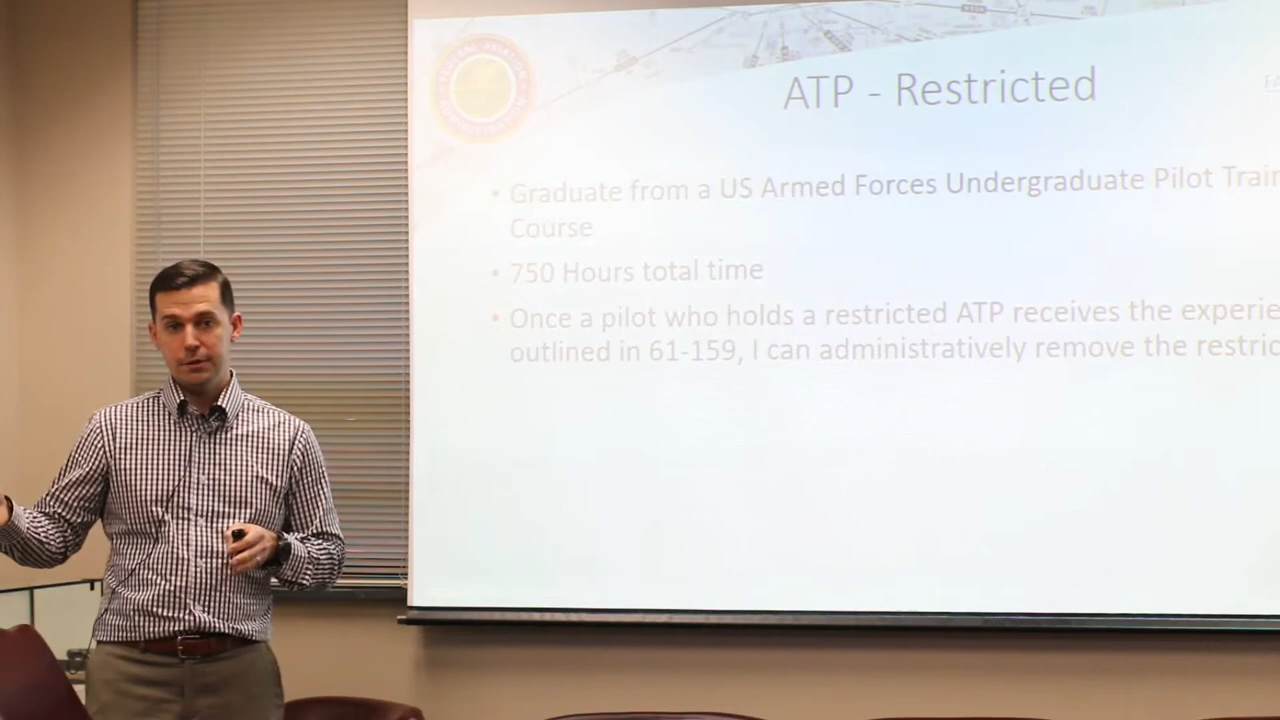 ATP - Restricted
• Graduate from a US Armed Forces Undergraduate Pilot Train
Course
• 750 Hours total time
• Once a pilot who holds a restricted ATP receives the experie
outlined in 61-159, I can administratively remove the restric